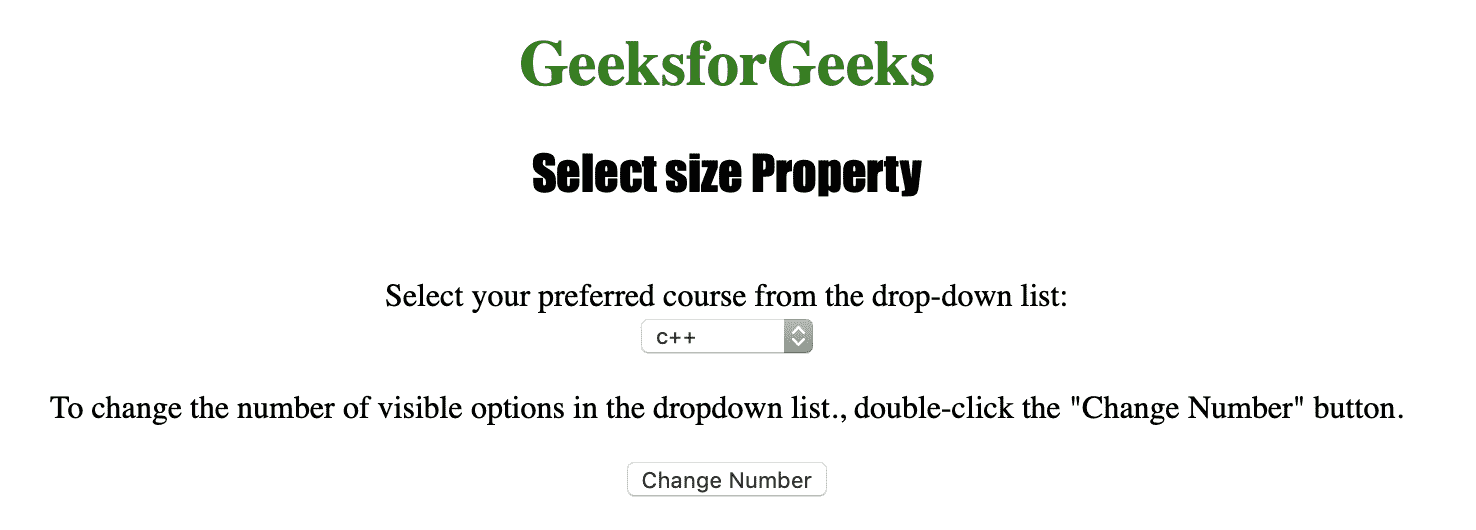 GeeksforGeeks
Select size Property
Select your preferred course from the drop-down list:
c++
To change the number of visible options in the dropdown list., double-click the "Change Number" button.
Change Number